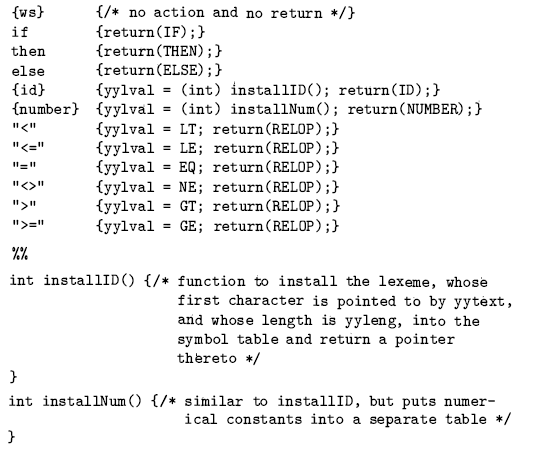 {ws} {/* no action and no return */}
if {return(IF);}
then {return(THEN);}
else {return(ELSE);}
{id} {yylval = (int) installID(); return(ID);}
{number} {yylval = (int) installNum(); return(NUMBER);}
"<" {yylval = LT; return(RELOP);}
"<=" {yylval = LE; return(RELOP);}
"=" {yylval = EQ; return(RELOP);}
"<>" {yylval = NE; return(RELOP);}
">" {yylval = GT; return(RELOP);}
">=" {yylval = GE; return(RELOP);}
%%
int installID() {/* function to install the lexeme, whose
first character is pointed to by yytext,
and whose length is yyleng, into the
symbol table and return a pointer
thereto */
}
int installNum() {/* similar to installID, but puts numer-
ical constants into a separate table */
}